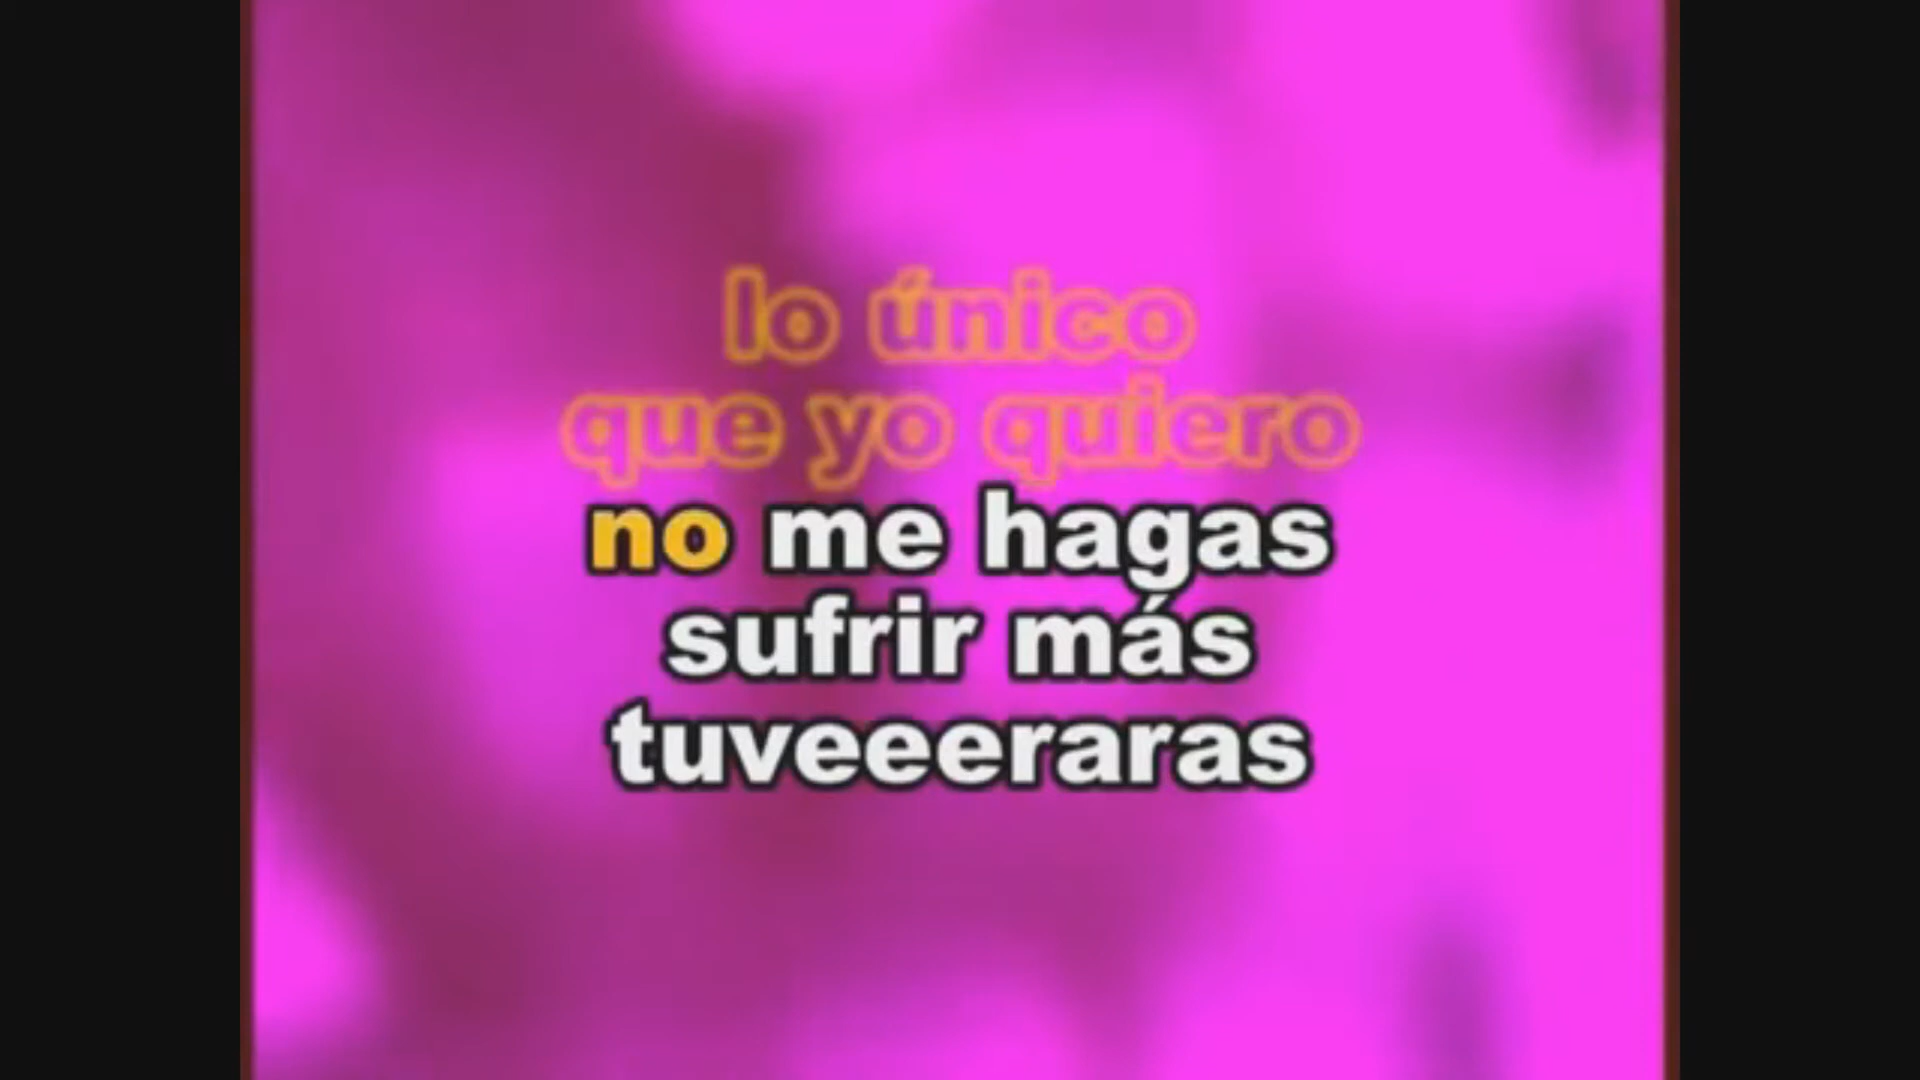 lo único
que yo quiero
no me hagas
sufrir más
tuveeeraras